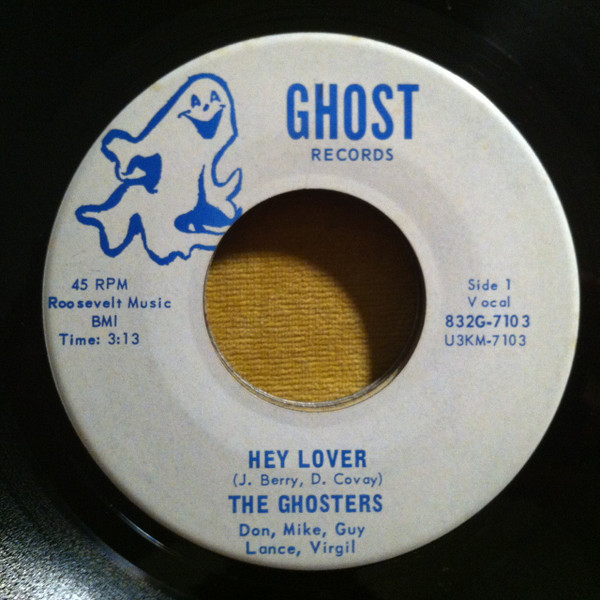 GHOST
RECORDS
45 RPM
Roosevelt Music
BMI
Time: 3:13
Side 1
Vocal
832G-7103
U3KM-7103
HEY LOVER
(J. Berry, D. Covay)
THE GHOSTERS
Don, Mike, Guy
Lance, Virgil